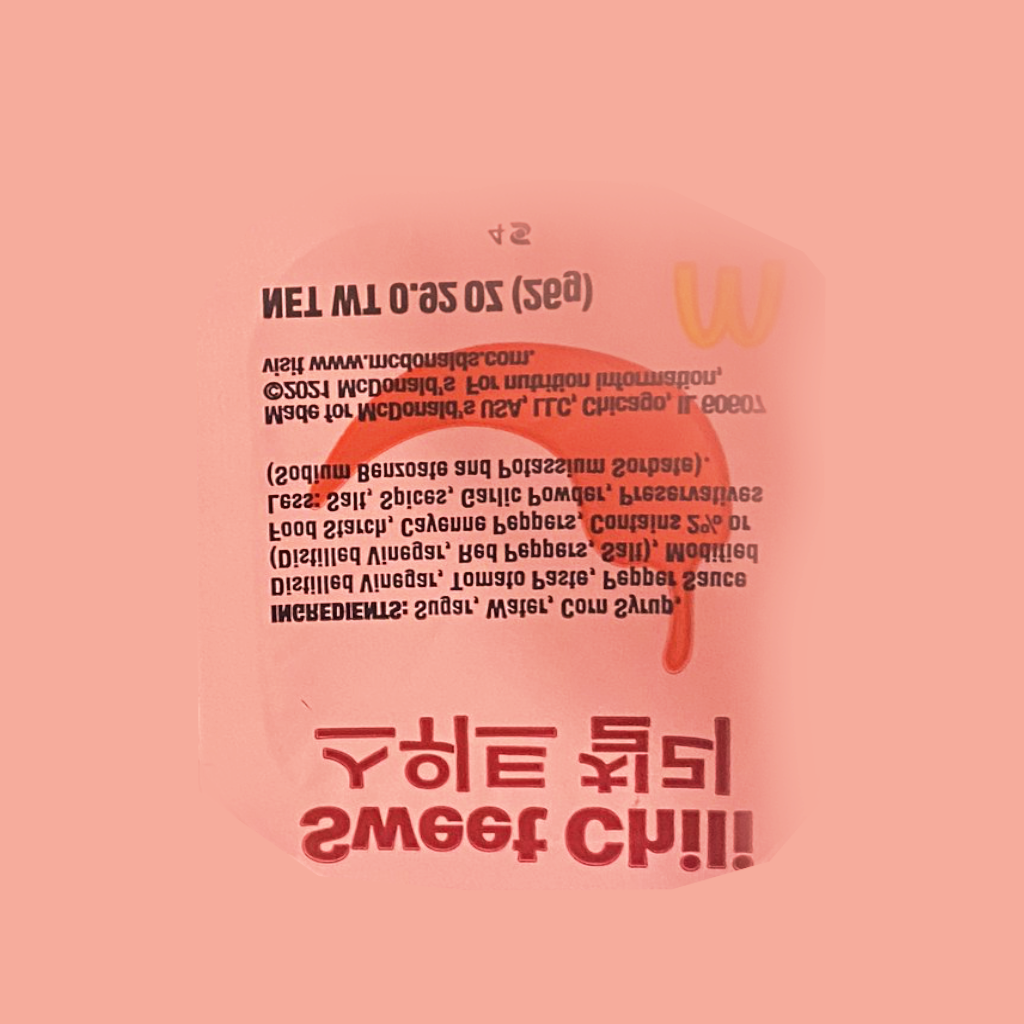 Sweet Chili
스위트 칠리
INGREDIENTS: Sugar, Water, Corn Syrup,
Distilled Vinegar, Tomato Paste, Pepper Sauce
(Distilled Vinegar, Red Peppers, Salt), Modified
Food Starch, Cayenne Peppers, Contains 2% or
Less: Salt, Spices, Garlic Powder, Preservatives
(Sodium Benzoate and Potassium Sorbate).
Made for McDonald's USA, LLC, Chicago, IL 60607
©2021 McDonald's For nutrition information,
visit www.mcdonalds.com.
NET WT 0.92 OZ (26g)